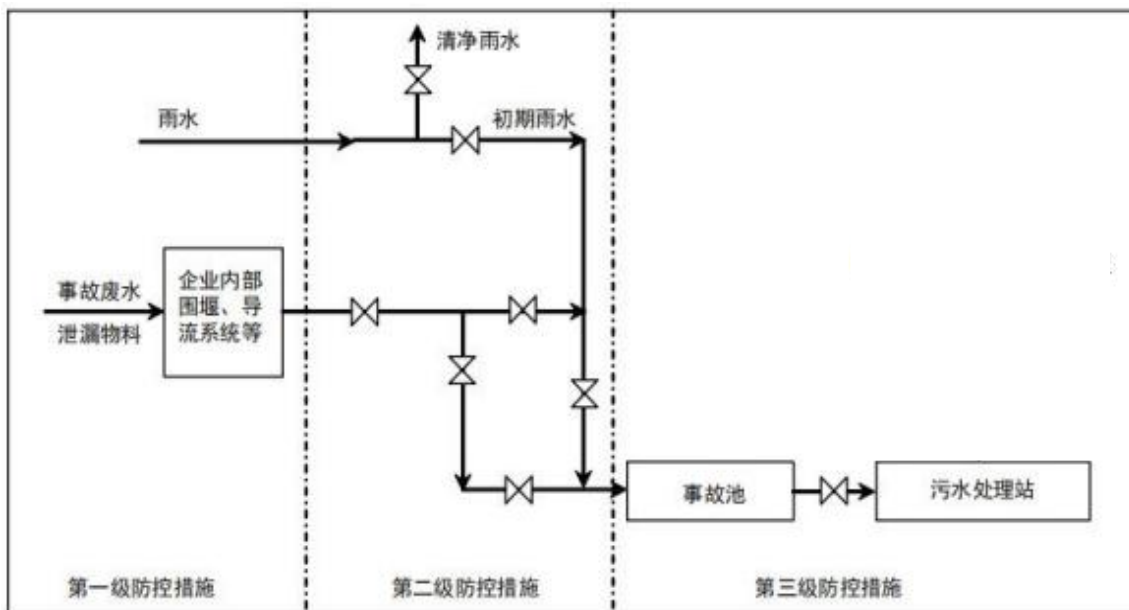 清净雨水
雨水
初期雨水
事故废水
泄漏物料
企业内部
围堰、导
流系统等
事故池
污水处理站
第一级防控措施
第二级防控措施
第三级防控措施